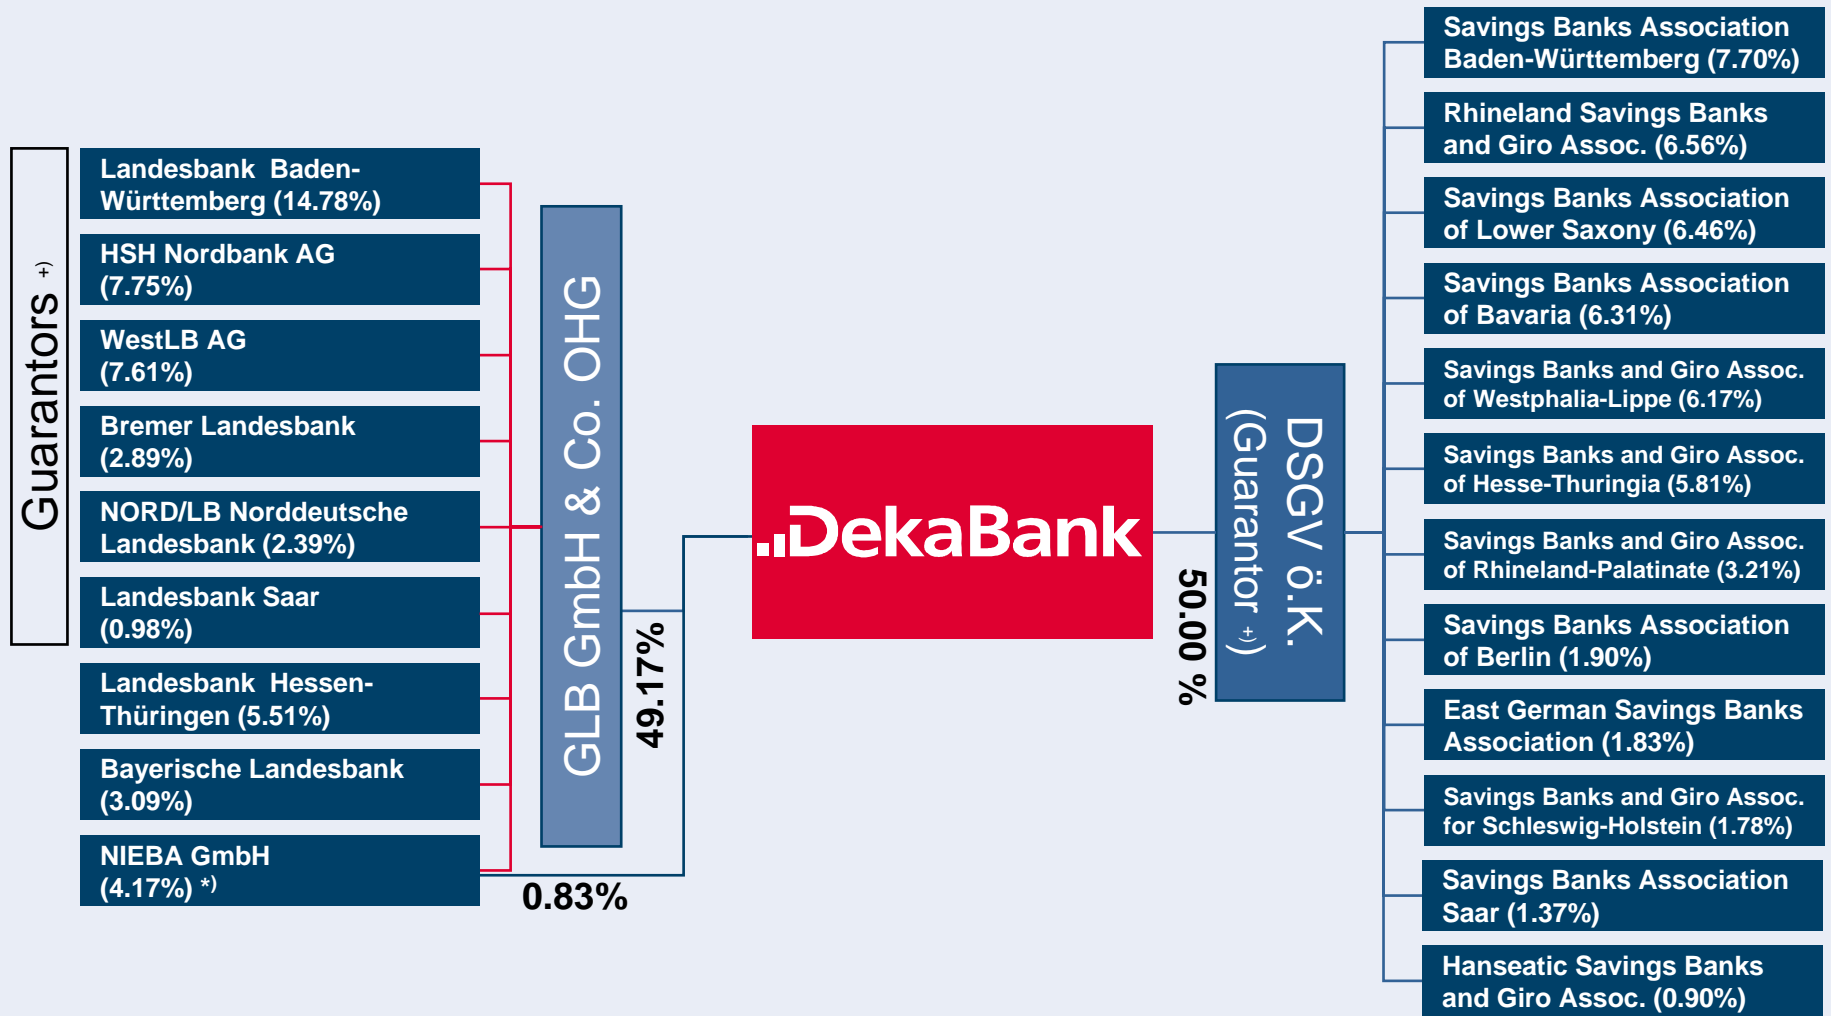 Guarantors +)
Landesbank Baden-
Württemberg (14.78%)
HSH Nordbank AG
(7.75%)
WestLB AG
(7.61%)
Bremer Landesbank
(2.89%)
NORD/LB Norddeutsche
Landesbank (2.39%)
Landesbank Saar
(0.98%)
Landesbank Hessen-
Thüringen (5.51%)
Bayerische Landesbank
(3.09%)
NIEBA GmbH
(4.17%) *)
GLB GmbH & Co. OHG
49.17%
0.83%
DekaBank
50.00 %
DSGV ö.K.
(Guarantor +))
Savings Banks Association
Baden-Württemberg (7.70%)
Rhineland Savings Banks
and Giro Assoc. (6.56%)
Savings Banks Association
of Lower Saxony (6.46%)
Savings Banks Association
of Bavaria (6.31%)
Savings Banks and Giro Assoc.
of Westphalia-Lippe (6.17%)
Savings Banks and Giro Assoc.
of Hesse-Thuringia (5.81%)
Savings Banks and Giro Assoc.
of Rhineland-Palatinate (3.21%)
Savings Banks Association
of Berlin (1.90%)
East German Savings Banks
Association (1.83%)
Savings Banks and Giro Assoc.
for Schleswig-Holstein (1.78%)
Savings Banks Association
Saar (1.37%)
Hanseatic Savings Banks
and Giro Assoc. (0.90%)